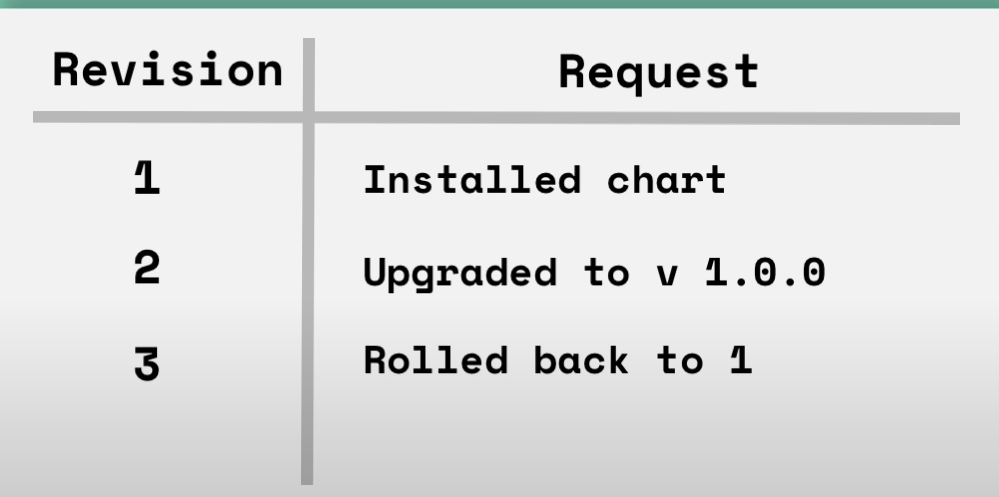 Revision Request
1 Installed chart
2 Upgraded to v 1.0.0
3 Rolled back to 1